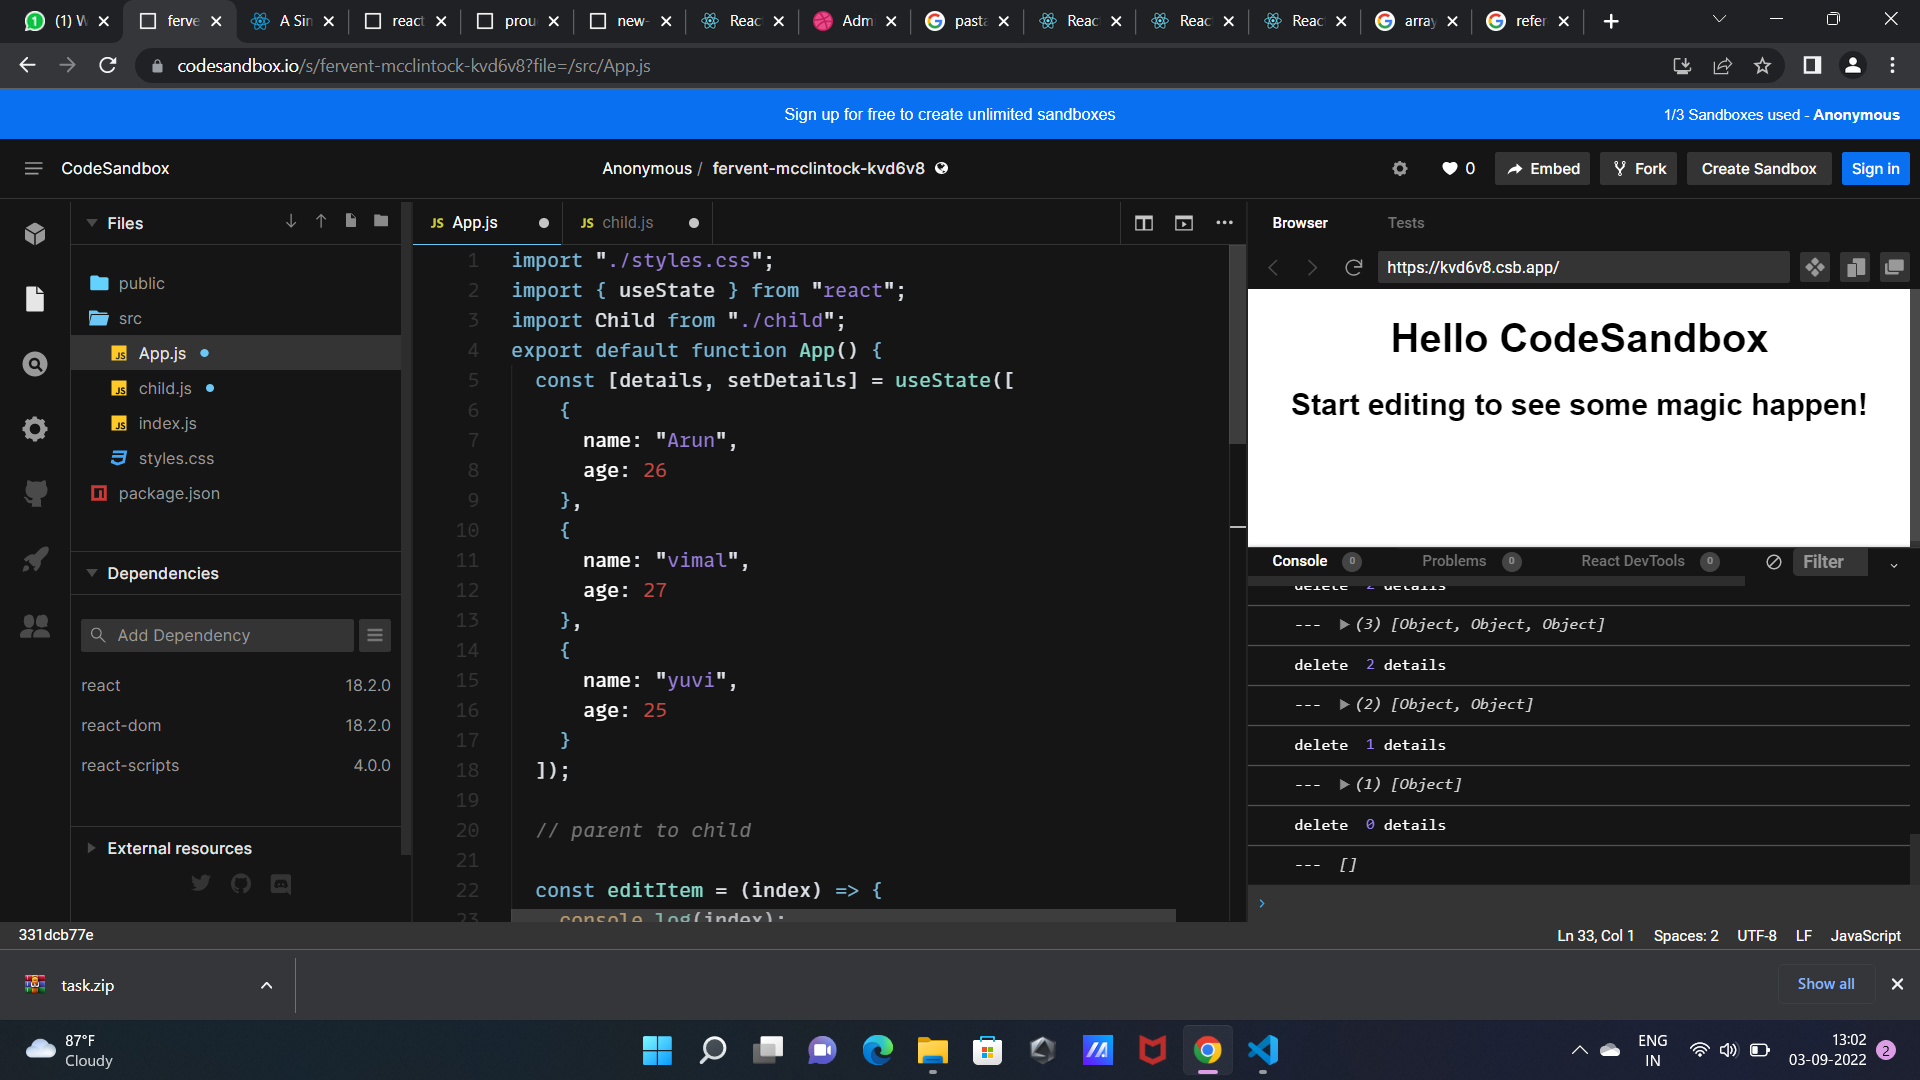 (1) W
ferve
A Sin
react
prou
new-
Reac
Adm
pasta
Reac
Reac
Reac
array
refer
codesandbox.io/s/fervent-mcclintock-kvd6v8?file=/src/App.js
Sign up for free to create unlimited sandboxes
1/3 Sandboxes used - Anonymous
CodeSandbox
Anonymous / fervent-mcclintock-kvd6v8
0
Embed
Fork
Create Sandbox
Sign in
Files
public
src
JS App.js
JS child.js
JS index.js
styles.css
package.json
Dependencies
Add Dependency
react 18.2.0
react-dom 18.2.0
react-scripts 4.0.0
External resources
JS App.js
JS child.js
1 import "./styles.css";
2 import { useState } from "react";
3 import Child from "./child";
4 export default function App() {
5 const [details, setDetails] = useState([
6 {
7 name: "Arun",
8 age: 26
9 },
10 {
11 name: "vimal",
12 age: 27
13 },
14 {
15 name: "yuvi",
16 age: 25
17 }
18 ]);
19
20 // parent to child
21
22 const editItem = (index) => {
23 console.log(index);
Browser
Tests
https://kvd6v8.csb.app/
Hello CodeSandbox
Start editing to see some magic happen!
Console 0
Problems 0
React DevTools 0
Filter
delete 2 details
--- ▶(3) [Object, Object, Object]
delete 2 details
--- ▶(2) [Object, Object]
delete 1 details
--- ▶(1) [Object]
delete 0 details
--- []
›
331dcb77e
Ln 33, Col 1
Spaces: 2
UTF-8
LF
JavaScript
task.zip
Show all
87°F
Cloudy
ENG
IN
13:02
03-09-2022
2